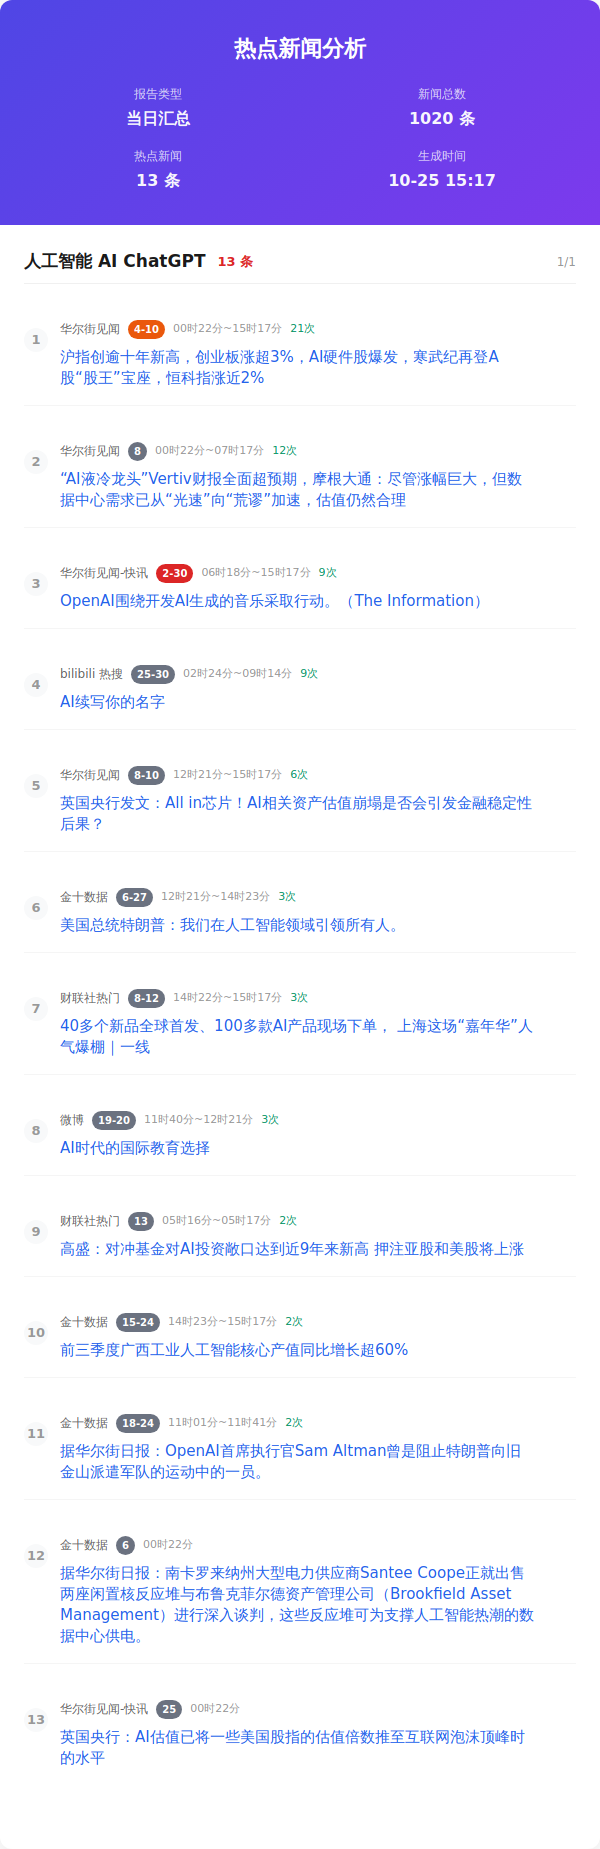 热点新闻分析
报告类型
新闻总数
当日汇总
1020 条
热点新闻
生成时间
13 条
10-25 15:17
人工智能 AI ChatGPT 13 条 1/1
1
华尔街见闻 4-10 00时22分~15时17分 21次
沪指创逾十年新高，创业板涨超3%，AI硬件股爆发，寒武纪再登A
股“股王”宝座，恒科指涨近2%
2
华尔街见闻 8 00时22分~07时17分 12次
“AI液冷龙头”Vertiv财报全面超预期，摩根大通：尽管涨幅巨大，但数
据中心需求已从“光速”向“荒谬”加速，估值仍然合理
3
华尔街见闻-快讯 2-30 06时18分~15时17分 9次
OpenAI围绕开发AI生成的音乐采取行动。（The Information）
4
bilibili 热搜 25-30 02时24分~09时14分 9次
AI续写你的名字
5
华尔街见闻 8-10 12时21分~15时17分 6次
英国央行发文：All in芯片！AI相关资产估值崩塌是否会引发金融稳定性
后果？
6
金十数据 6-27 12时21分~14时23分 3次
美国总统特朗普：我们在人工智能领域引领所有人。
7
财联社热门 8-12 14时22分~15时17分 3次
40多个新品全球首发、100多款AI产品现场下单， 上海这场“嘉年华”人
气爆棚｜一线
8
微博 19-20 11时40分~12时21分 3次
AI时代的国际教育选择
9
财联社热门 13 05时16分~05时17分 2次
高盛：对冲基金对AI投资敞口达到近9年来新高 押注亚股和美股将上涨
10
金十数据 15-24 14时23分~15时17分 2次
前三季度广西工业人工智能核心产值同比增长超60%
11
金十数据 18-24 11时01分~11时41分 2次
据华尔街日报：OpenAI首席执行官Sam Altman曾是阻止特朗普向旧
金山派遣军队的运动中的一员。
12
金十数据 6 00时22分
据华尔街日报：南卡罗来纳州大型电力供应商Santee Coope正就出售
两座闲置核反应堆与布鲁克菲尔德资产管理公司（Brookfield Asset
Management）进行深入谈判，这些反应堆可为支撑人工智能热潮的数
据中心供电。
13
华尔街见闻-快讯 25 00时22分
英国央行：AI估值已将一些美国股指的估值倍数推至互联网泡沫顶峰时
的水平